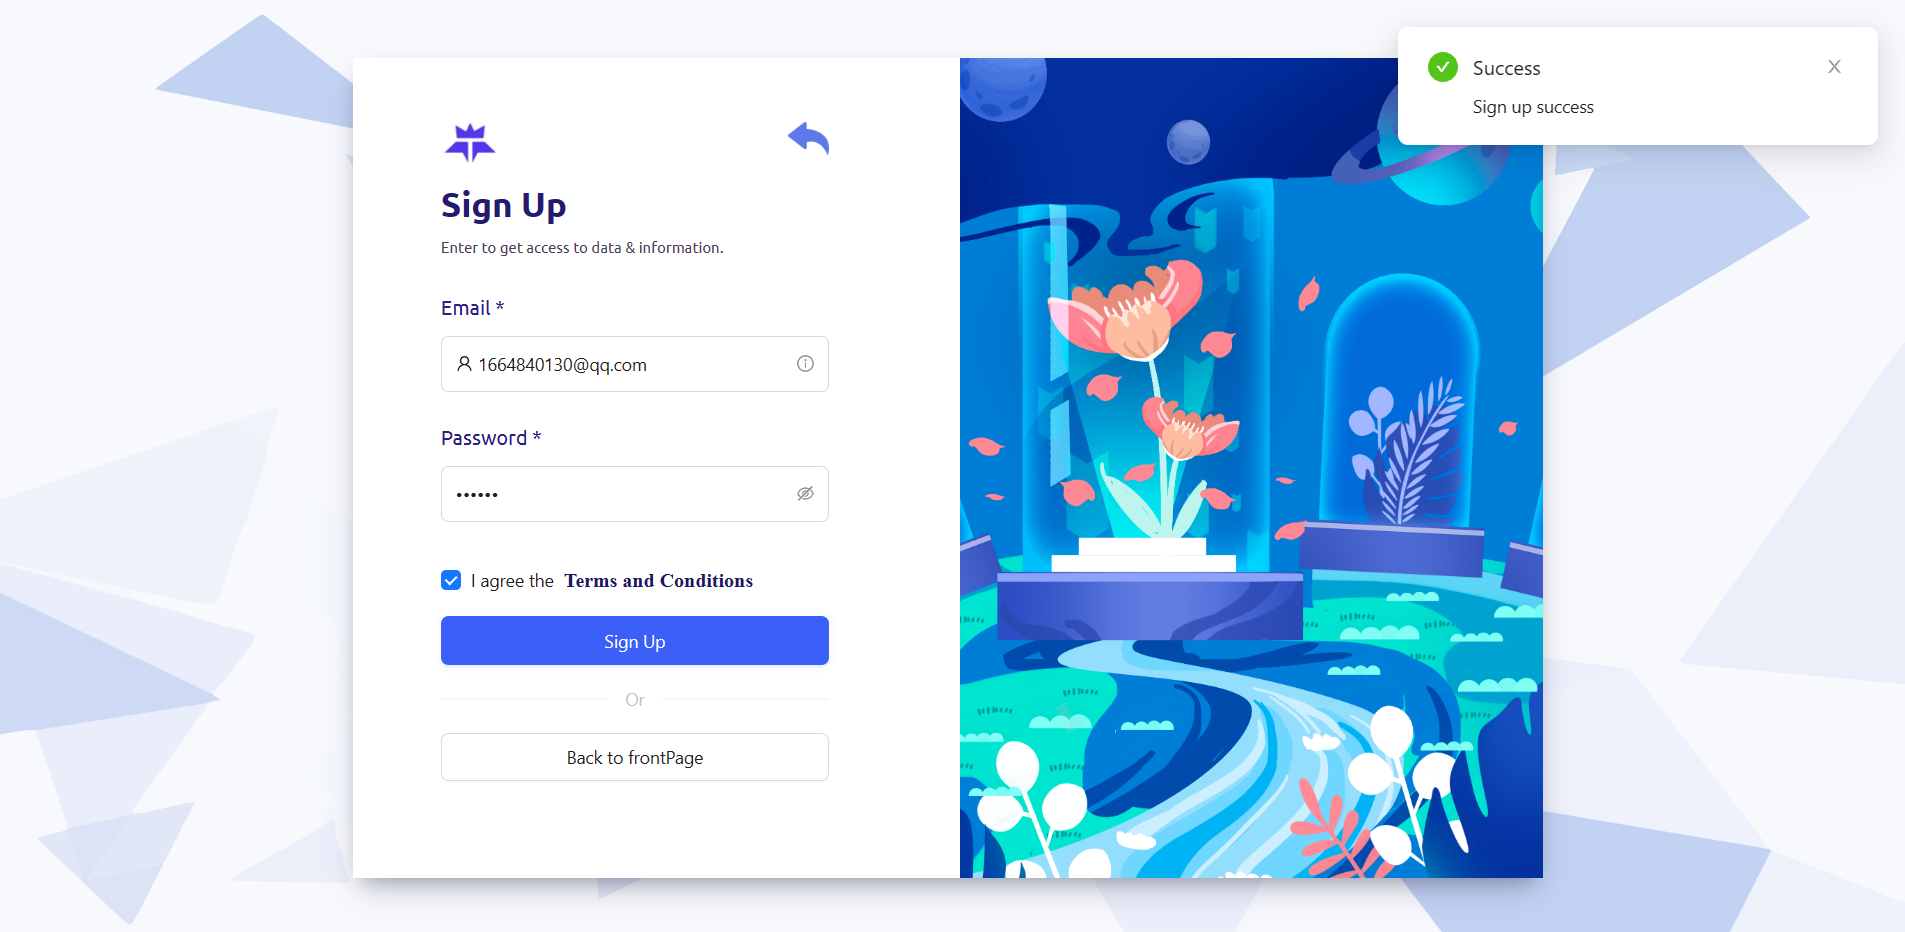 Success
Sign up success
Sign Up
Enter to get access to data & information.
Email *
1664840130@qq.com
Password *
••••••
I agree the Terms and Conditions
Sign Up
Or
Back to frontPage